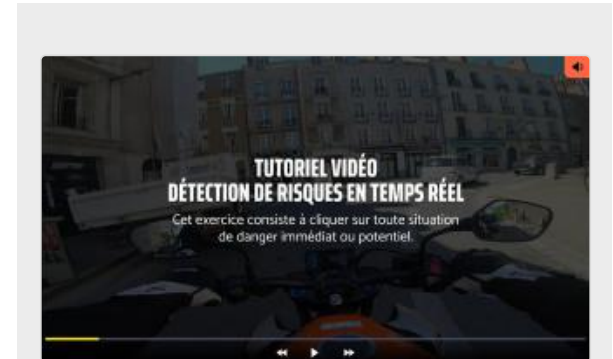 TUTORIEL VIDÉO
DÉTECTION DE RISQUES EN TEMPS RÉEL
Cet exercice consiste à cliquer sur toute situation
de danger immédiat ou potentiel.